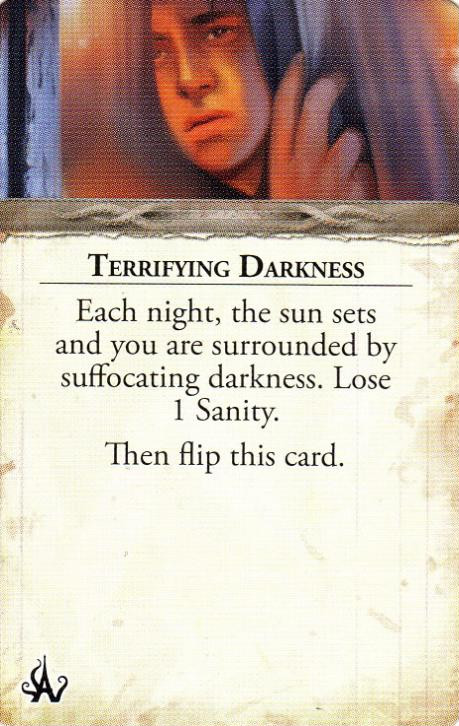 Terrifying Darkness
Each night, the sun sets
and you are surrounded by
suffocating darkness. Lose
1 Sanity.
Then flip this card.